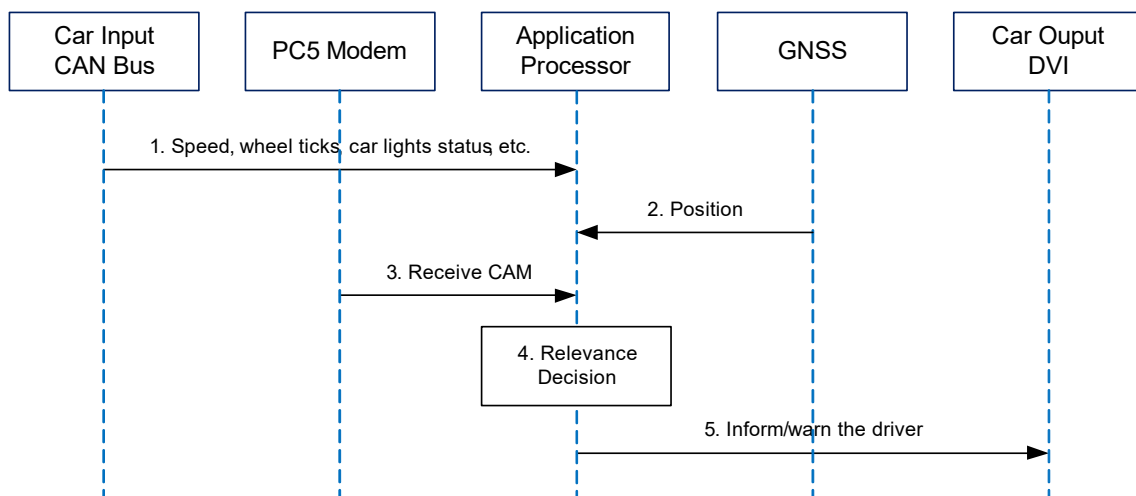 Car Input
CAN Bus
PC5 Modem
Application
Processor
GNSS
Car Ouput
DVI
1. Speed, wheel ticks, car lights status, etc.
2. Position
3. Receive CAM
4. Relevance
Decision
5. Inform/warn the driver